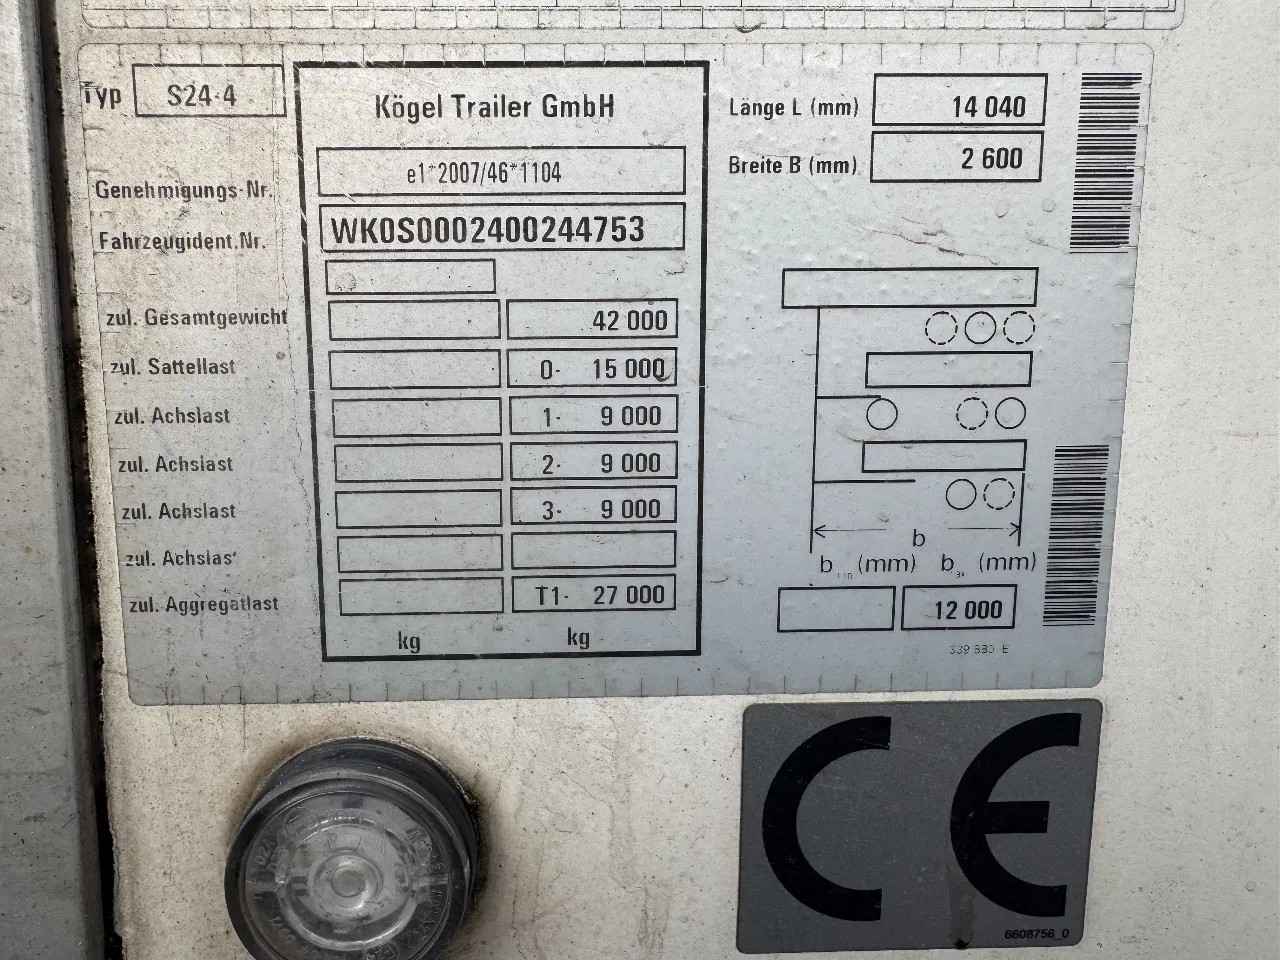 Typ S24-4
Kögel Trailer GmbH
Genehmigungs-Nr. e1*2007/46*1104
Fahrzeugident.Nr. WK0S0002400244753
zul. Gesamtgewicht 42 000
zul. Sattellast 0- 15 000
zul. Achslast 1- 9 000
zul. Achslast 2- 9 000
zul. Achslast 3- 9 000
zul. Achslas
zul. Aggregatlast T1- 27 000
kg kg
Länge L (mm) 14 040
Breite B (mm) 2 600
b
b (mm) b (mm)
12 000
CE
6608756_0